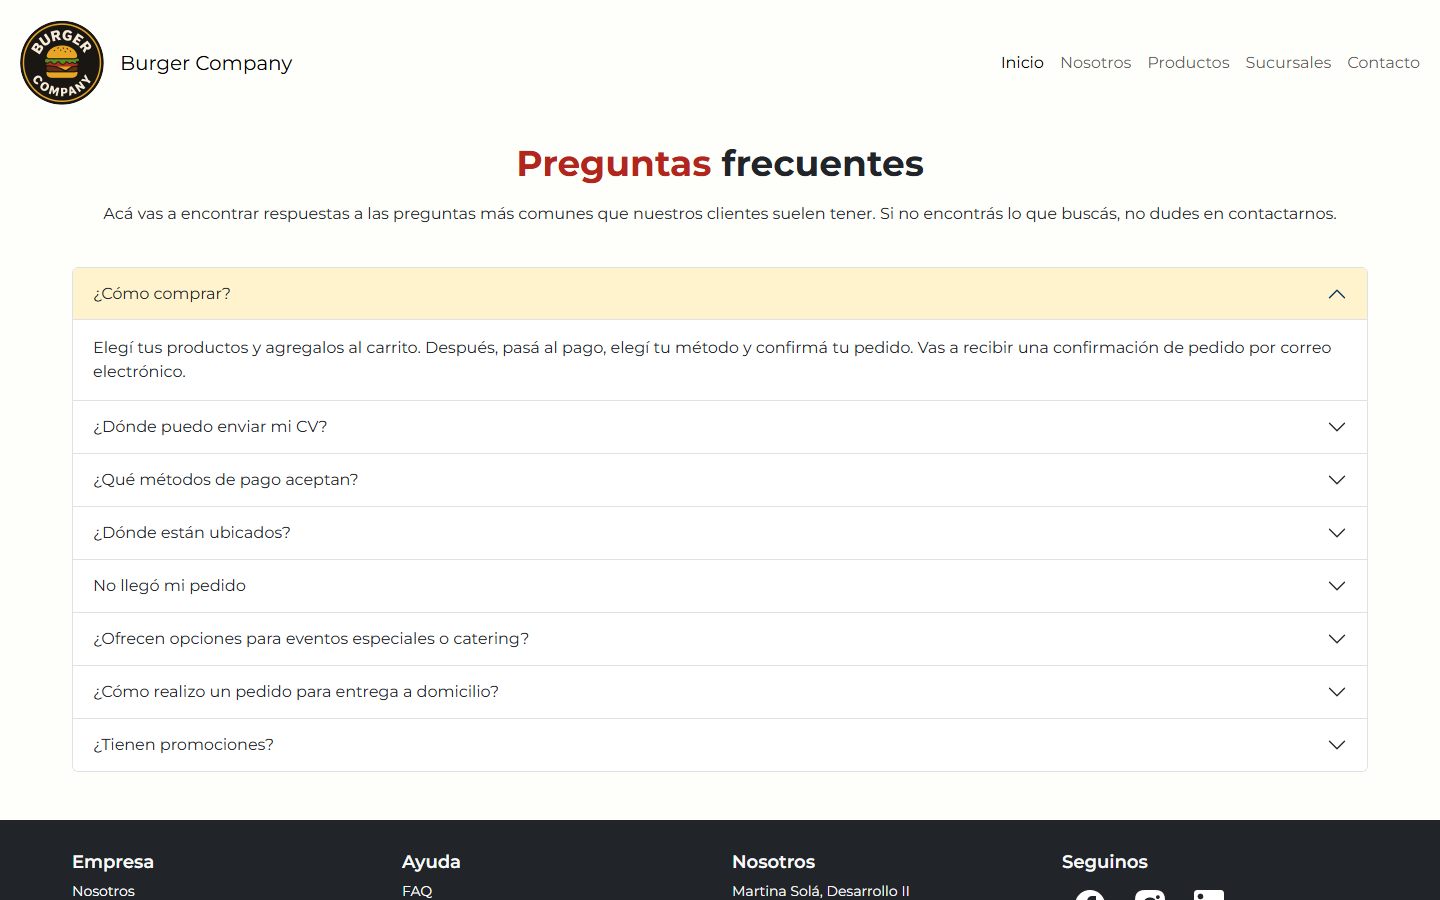 BURGER
COMPANY
Burger Company
Inicio
Nosotros
Productos
Sucursales
Contacto
Preguntas frecuentes
Acá vas a encontrar respuestas a las preguntas más comunes que nuestros clientes suelen tener. Si no encontrás lo que buscás, no dudes en contactarnos.
¿Cómo comprar?
Elegí tus productos y agregalos al carrito. Después, pasá al pago, elegí tu método y confirmá tu pedido. Vas a recibir una confirmación de pedido por correo
electrónico.
¿Dónde puedo enviar mi CV?
¿Qué métodos de pago aceptan?
¿Dónde están ubicados?
No llegó mi pedido
¿Ofrecen opciones para eventos especiales o catering?
¿Cómo realizo un pedido para entrega a domicilio?
¿Tienen promociones?
Empresa
Nosotros
Ayuda
FAQ
Nosotros
Martina Solá, Desarrollo II
Seguinos